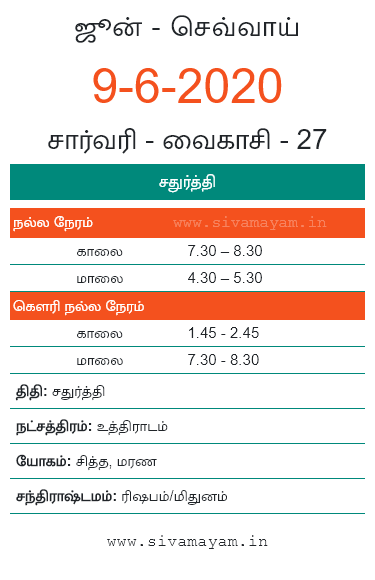 ஜூன் - செவ்வாய்
9-6-2020
சார்வரி - வைகாசி - 27
சதுர்த்தி
நல்ல நேரம் www.sivamayam.in
காலை 7.30 – 8.30
மாலை 4.30 – 5.30
கௌரி நல்ல நேரம்
காலை 1.45 - 2.45
மாலை 7.30 - 8.30
திதி: சதுர்த்தி
நட்சத்திரம்: உத்திராடம்
யோகம்: சித்த, மரண
சந்திராஷ்டமம்: ரிஷபம்/மிதுனம்
www.sivamayam.in